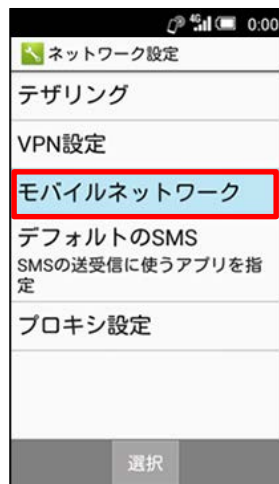 4G 0:00
ネットワーク設定
テザリング
VPN設定
モバイルネットワーク
デフォルトのSMS
SMSの送受信に使うアプリを指
定
プロキシ設定
選択